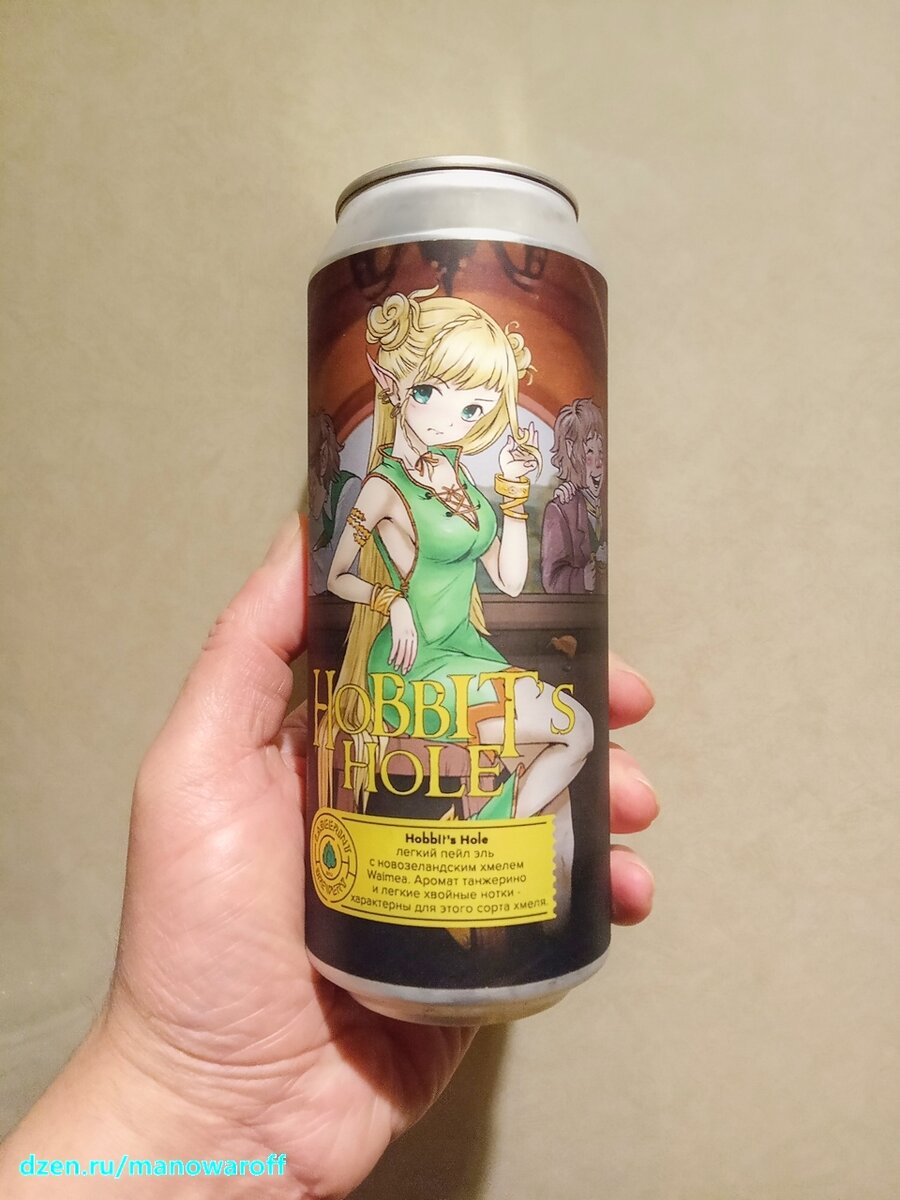 HOBBIT'S
HOLE
BREWERY
Hobbit's Hole
легкий пейл эль
с новозеландским хмелем
Waimea. Аромат танжерино
и легкие хвойные нотки -
характерны для этого сорта хмеля.
dzen.ru/manowaroff